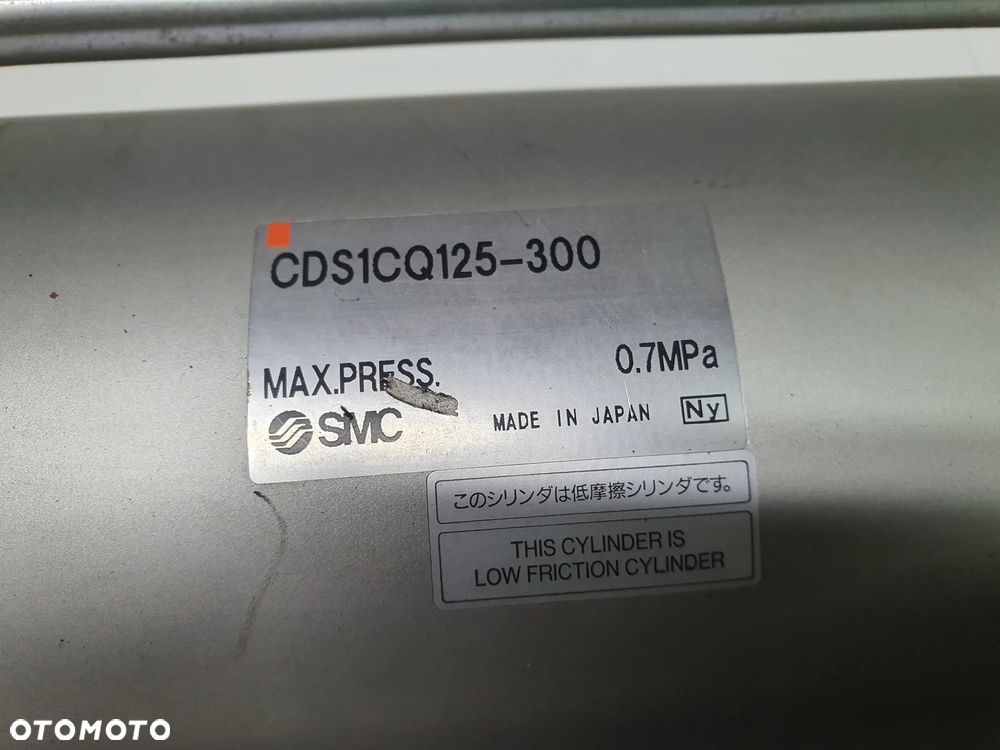 CDS1CQ125-300
MAX.PRESS. 0.7MPa
SMC MADE IN JAPAN Ny
このシリンダは低摩擦シリンダです。
THIS CYLINDER IS
LOW FRICTION CYLINDER
OTOMOTO